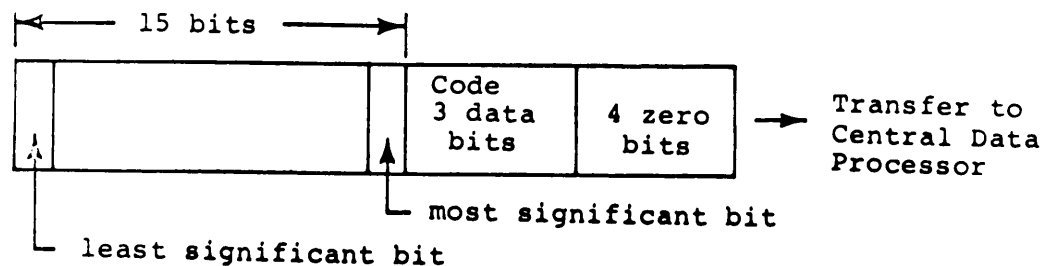 15 bits
Code
3 data
bits
4 zero
bits
Transfer to
Central Data
Processor
most significant bit
least significant bit